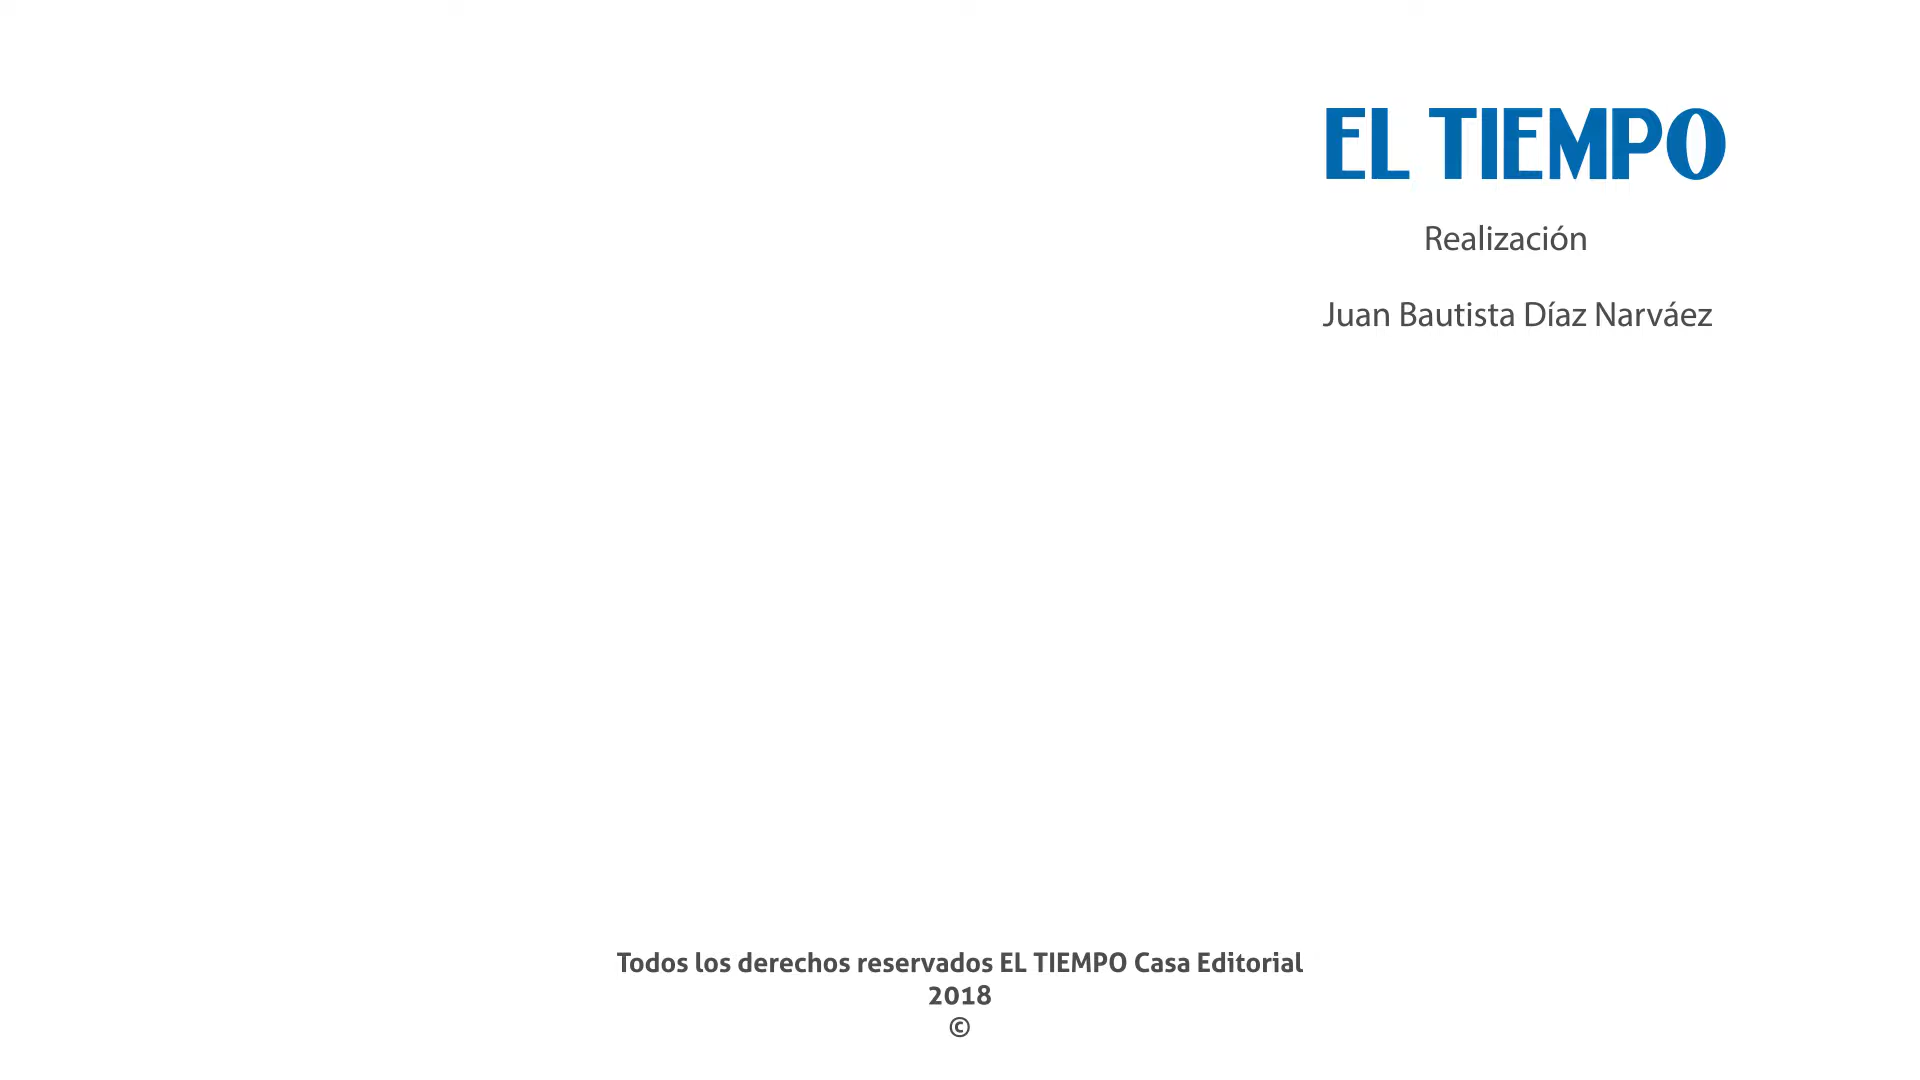 EL TIEMPO
Realización
Juan Bautista Díaz Narváez
Todos los derechos reservados EL TIEMPO Casa Editorial
2018
©